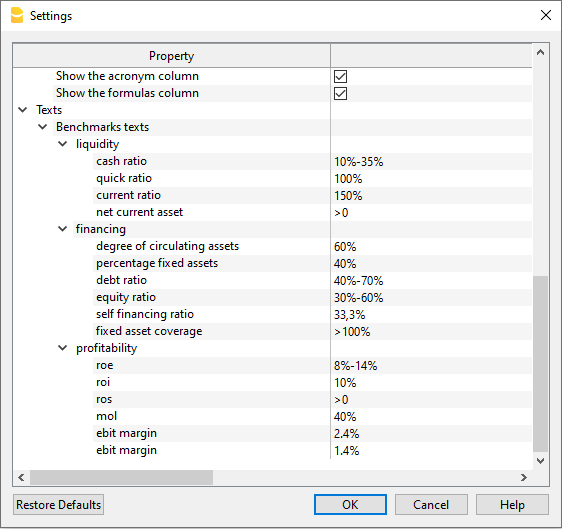 Settings
Property
Show the acronym column
Show the formulas column
Texts
Benchmarks texts
liquidity
cash ratio 10%-35%
quick ratio 100%
current ratio 150%
net current asset >0
financing
degree of circulating assets 60%
percentage fixed assets 40%
debt ratio 40%-70%
equity ratio 30%-60%
self financing ratio 33,3%
fixed asset coverage >100%
profitability
roe 8%-14%
roi 10%
ros >0
mol 40%
ebit margin 2.4%
ebit margin 1.4%
Restore Defaults OK Cancel Help